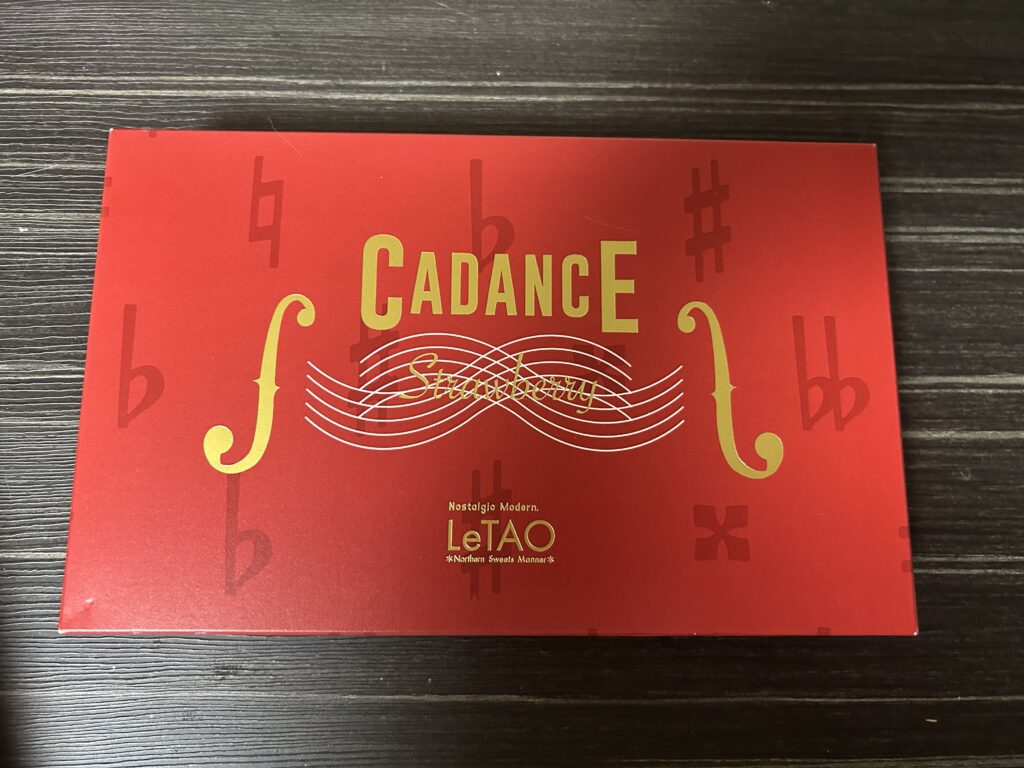 CADANCE
Strawberry
Nostalgic Modern.
LeTAO
*Northern Sweets Manner*